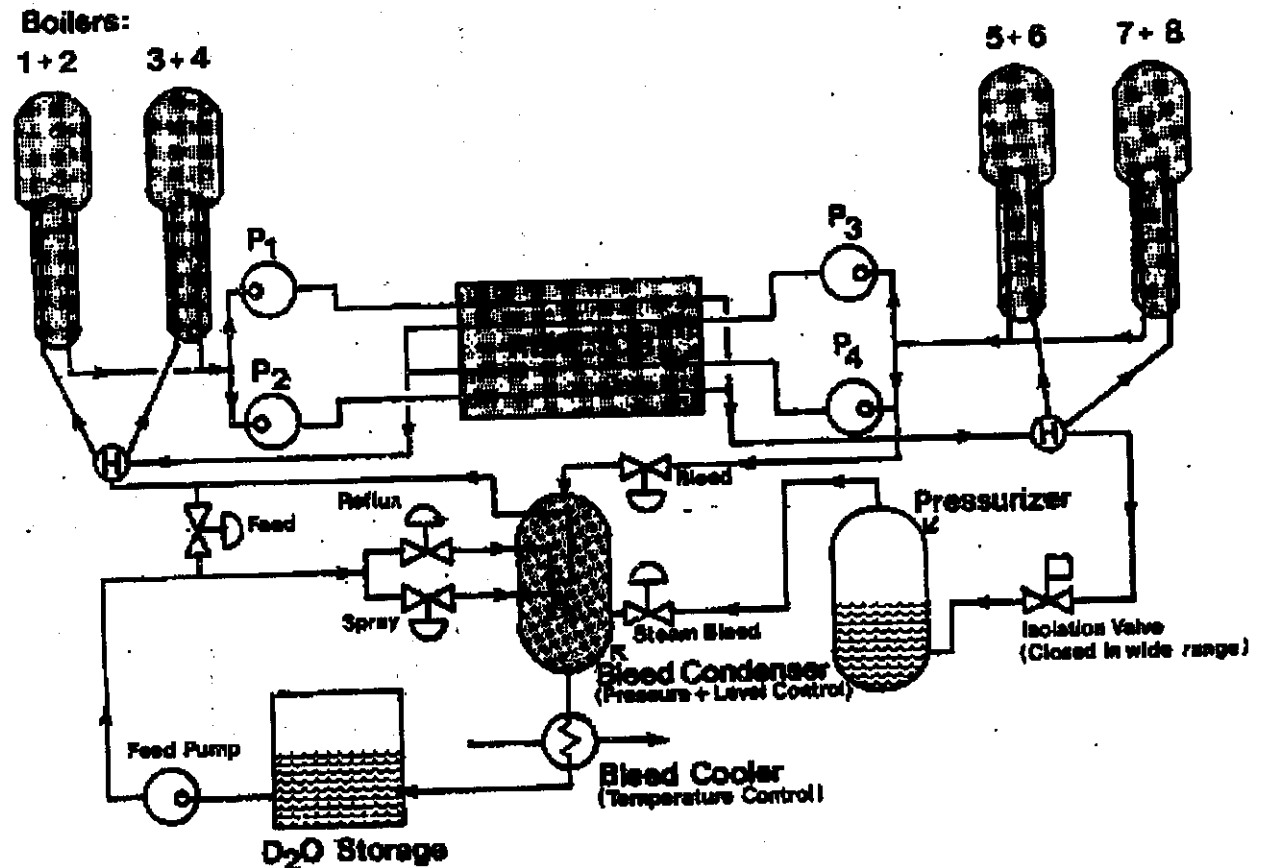 Boilers:
1+2
3+4
5+6
7+8
P1
P3
P2
P4
H
H
Bleed
Reflux
Pressurizer
Feed
Spray
Steam Bleed
Isolation Valve
(Closed in wide range)
Bleed Condenser
(Pressure + Level Control)
Feed Pump
Bleed Cooler
(Temperature Control)
D2O Storage